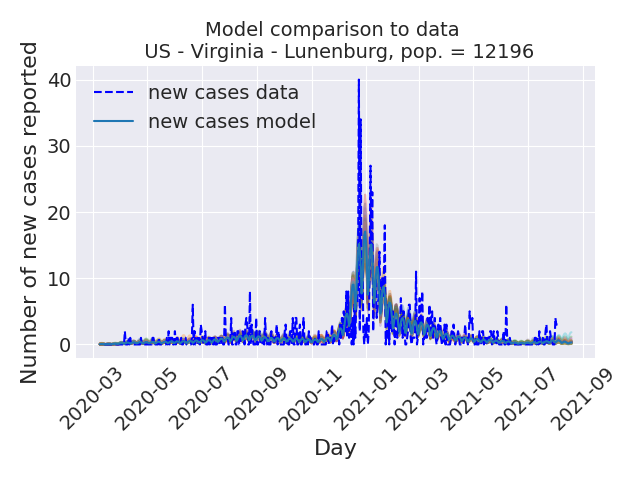 Model comparison to data
US - Virginia - Lunenburg, pop. = 12196
Number of new cases reported
40
30
20
10
0
new cases data
new cases model
2020-03
2020-05
2020-07
2020-09
2020-11
2021-01
2021-03
2021-05
2021-07
2021-09
Day